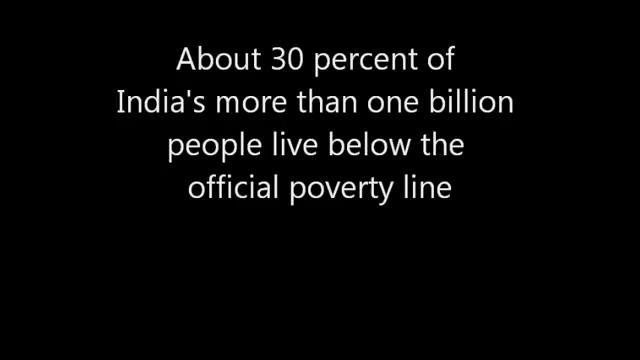 About 30 percent of
India's more than one billion
people live below the
official poverty line